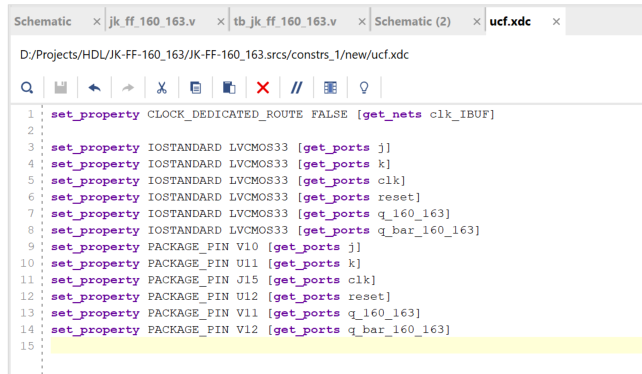 Schematic × jk_ff_160_163.v × tb_jk_ff_160_163.v × Schematic (2) × ucf.xdc ×
D:/Projects/HDL/JK-FF-160_163/JK-FF-160_163.srcs/constrs_1/new/ucf.xdc
1 set_property CLOCK_DEDICATED_ROUTE FALSE [get_nets clk_IBUF]
2
3 set_property IOSTANDARD LVCMOS33 [get_ports j]
4 set_property IOSTANDARD LVCMOS33 [get_ports k]
5 set_property IOSTANDARD LVCMOS33 [get_ports clk]
6 set_property IOSTANDARD LVCMOS33 [get_ports reset]
7 set_property IOSTANDARD LVCMOS33 [get_ports q_160_163]
8 set_property IOSTANDARD LVCMOS33 [get_ports q_bar_160_163]
9 set_property PACKAGE_PIN V10 [get_ports j]
10 set_property PACKAGE_PIN U11 [get_ports k]
11 set_property PACKAGE_PIN J15 [get_ports clk]
12 set_property PACKAGE_PIN U12 [get_ports reset]
13 set_property PACKAGE_PIN V11 [get_ports q_160_163]
14 set_property PACKAGE_PIN V12 [get_ports q_bar_160_163]
15